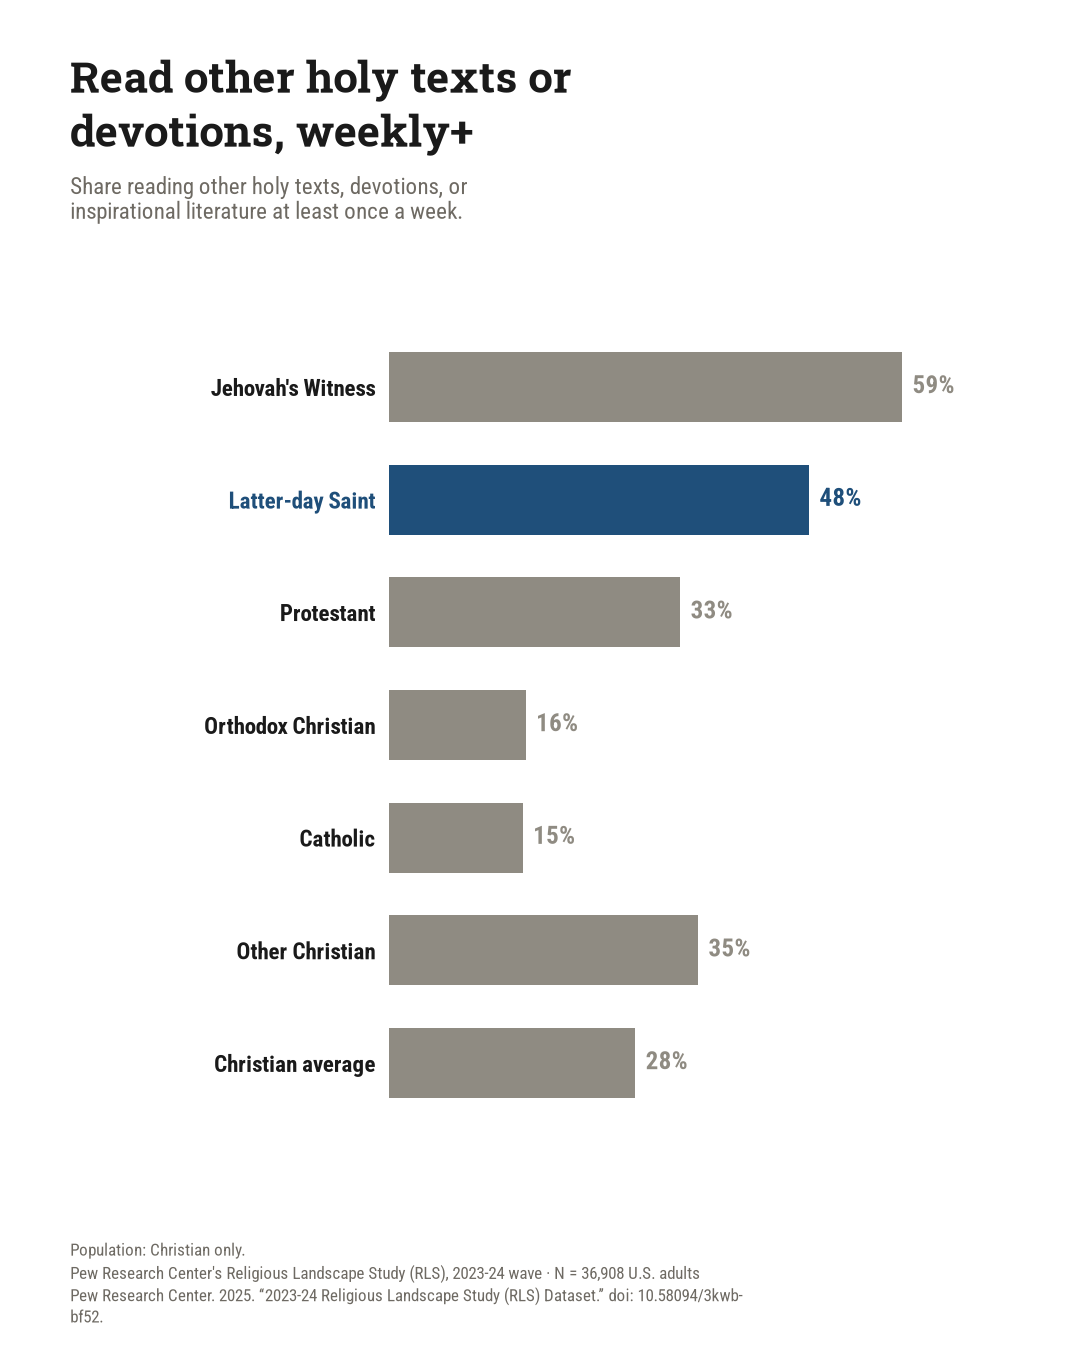 Read other holy texts or
devotions, weekly+
Share reading other holy texts, devotions, or
inspirational literature at least once a week.
Jehovah's Witness 59%
Latter-day Saint 48%
Protestant 33%
Orthodox Christian 16%
Catholic 15%
Other Christian 35%
Christian average 28%
Population: Christian only.
Pew Research Center's Religious Landscape Study (RLS), 2023-24 wave · N = 36,908 U.S. adults
Pew Research Center. 2025. “2023-24 Religious Landscape Study (RLS) Dataset.” doi: 10.58094/3kwb-
bf52.